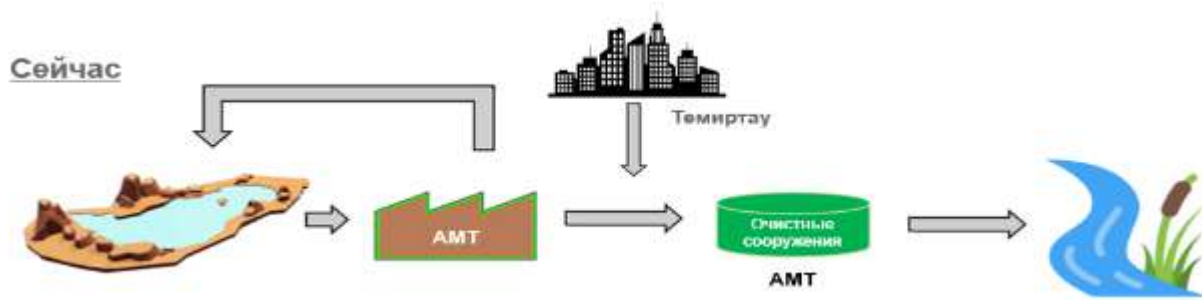 Сейчас
Темиртау
АМТ
Очистные
сооружения
АМТ